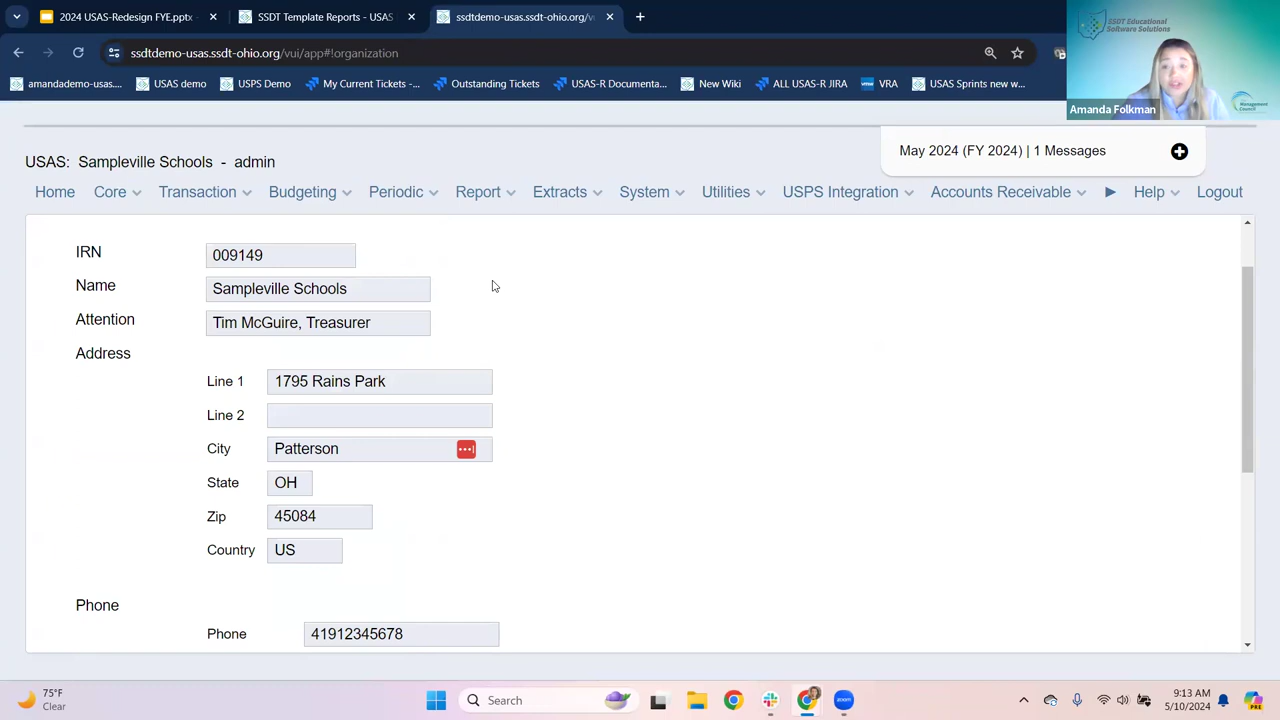 2024 USAS-Redesign FYE.pptx -
SSDT Template Reports - USAS
ssdtdemo-usas.ssdt-ohio.org/v
ssdtdemo-usas.ssdt-ohio.org/vui/app#!organization
amandademo-usas....
USAS demo
USPS Demo
My Current Tickets -...
Outstanding Tickets
USAS-R Documenta...
New Wiki
ALL USAS-R JIRA
VRA
USAS Sprints new w...
SSDT Educational
Software Solutions
Management
Council
Amanda Folkman
USAS: Sampleville Schools - admin
May 2024 (FY 2024) | 1 Messages
Home Core Transaction Budgeting Periodic Report Extracts System Utilities USPS Integration Accounts Receivable Help Logout
IRN 009149
Name Sampleville Schools
Attention Tim McGuire, Treasurer
Address
Line 1 1795 Rains Park
Line 2
City Patterson
State OH
Zip 45084
Country US
Phone
Phone 41912345678
75°F
Clear
Search
zoom
9:13 AM
5/10/2024
PRE